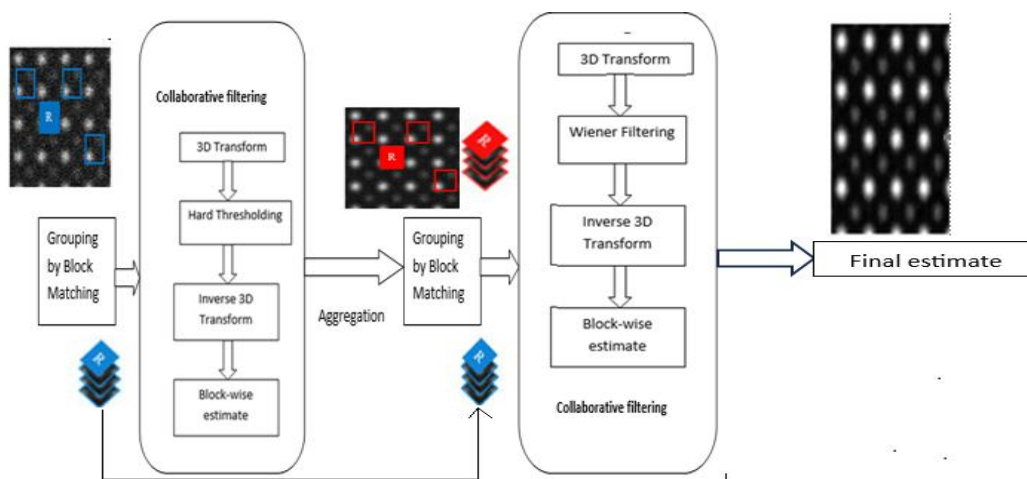 R
Grouping
by Block
Matching
R
Collaborative filtering
3D Transform
Hard Thresholding
Inverse 3D
Transform
Block-wise
estimate
Aggregation
R
R
Grouping
by Block
Matching
R
3D Transform
Wiener Filtering
Inverse 3D
Transform
Block-wise
estimate
Collaborative filtering
Final estimate